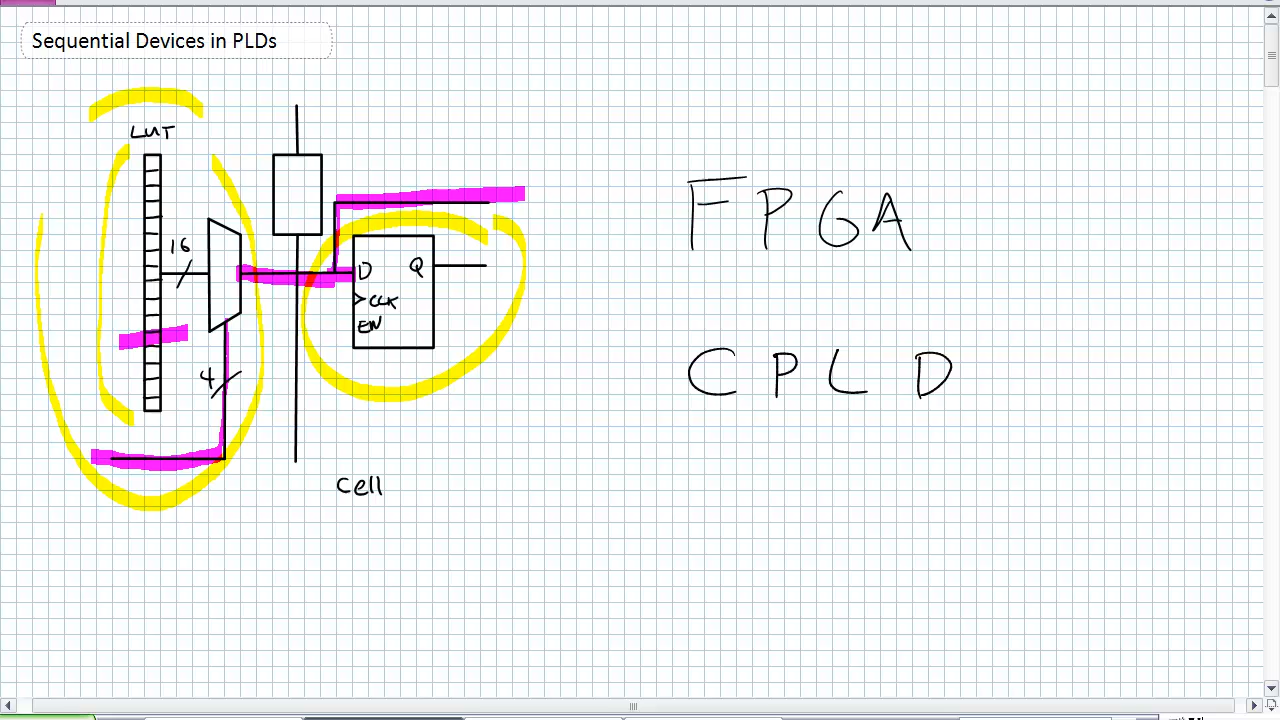 Sequential Devices in PLDs
LUT
16
4
D Q
CLK
EN
Cell
FPGA
CPLD